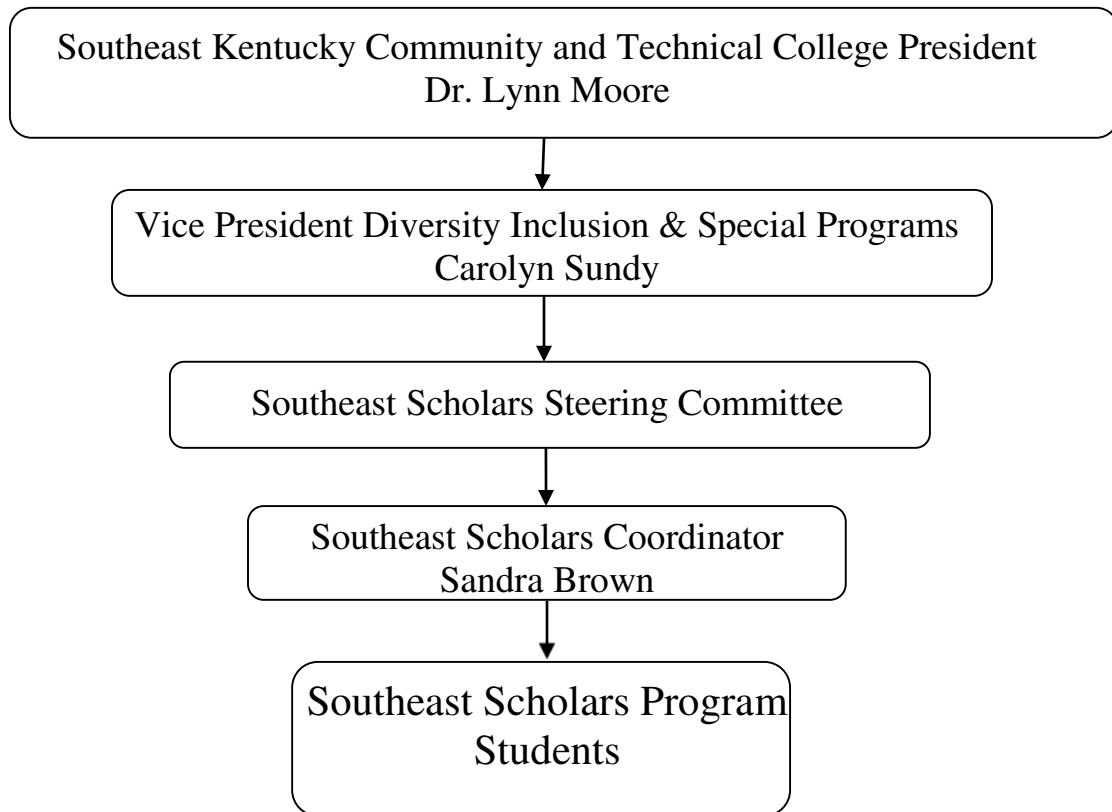 Southeast Kentucky Community and Technical College President
Dr. Lynn Moore
Vice President Diversity Inclusion & Special Programs
Carolyn Sundy
Southeast Scholars Steering Committee
Southeast Scholars Coordinator
Sandra Brown
Southeast Scholars Program
Students